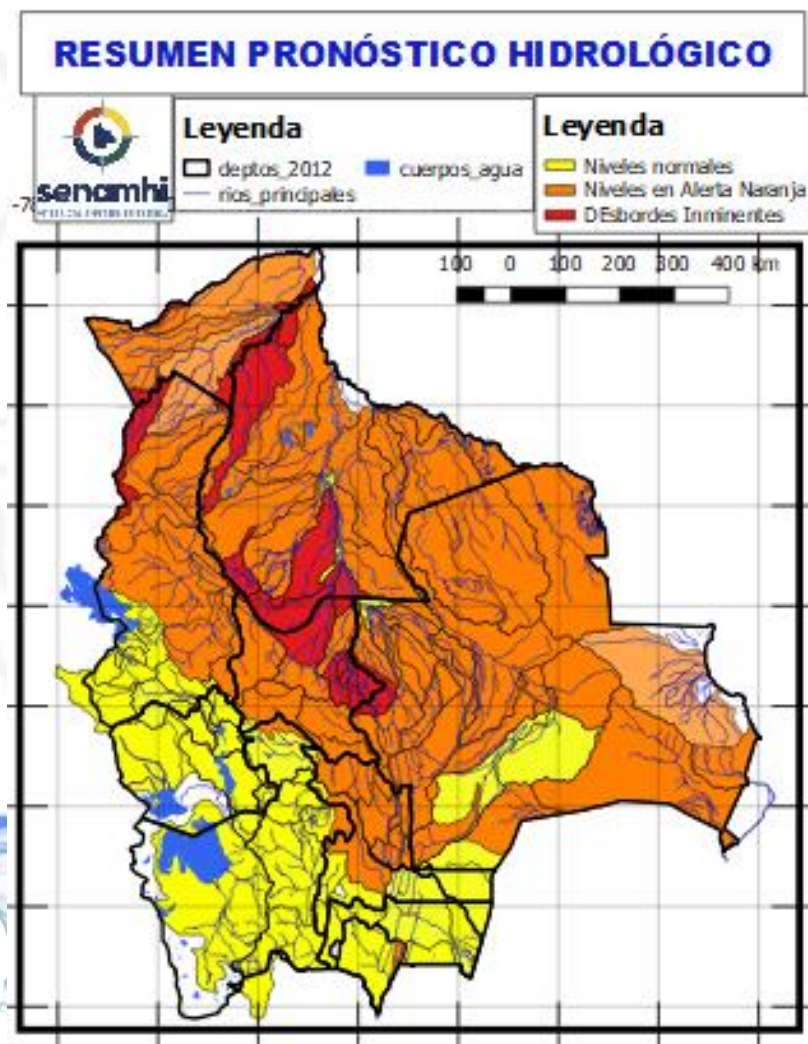 RESUMEN PRONÓSTICO HIDROLÓGICO
senamhi
Leyenda
deptos_2012
cuerpos_agua
rios_principales
Leyenda
Niveles normales
Niveles en Alerta Naranja
DEsbordes Inminentes
100 0 100 200 300 400 km